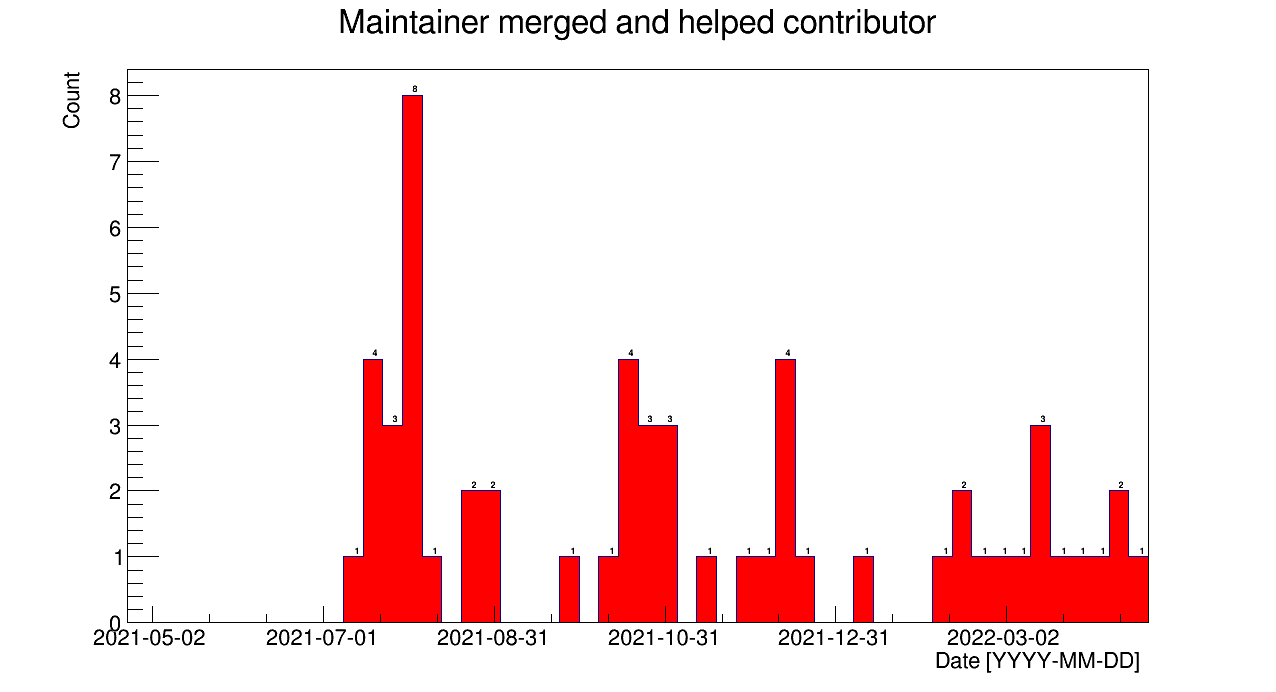 Maintainer merged and helped contributor
Count
8
7
6
5
4
3
2
1
0
1 4 3 8 1 2 2 1 1 4 3 3 1 1 1 4 1 1 1 2 1 1 1 3 1 1 1 2 1
2021-05-02 2021-07-01 2021-08-31 2021-10-31 2021-12-31 2022-03-02
Date [YYYY-MM-DD]